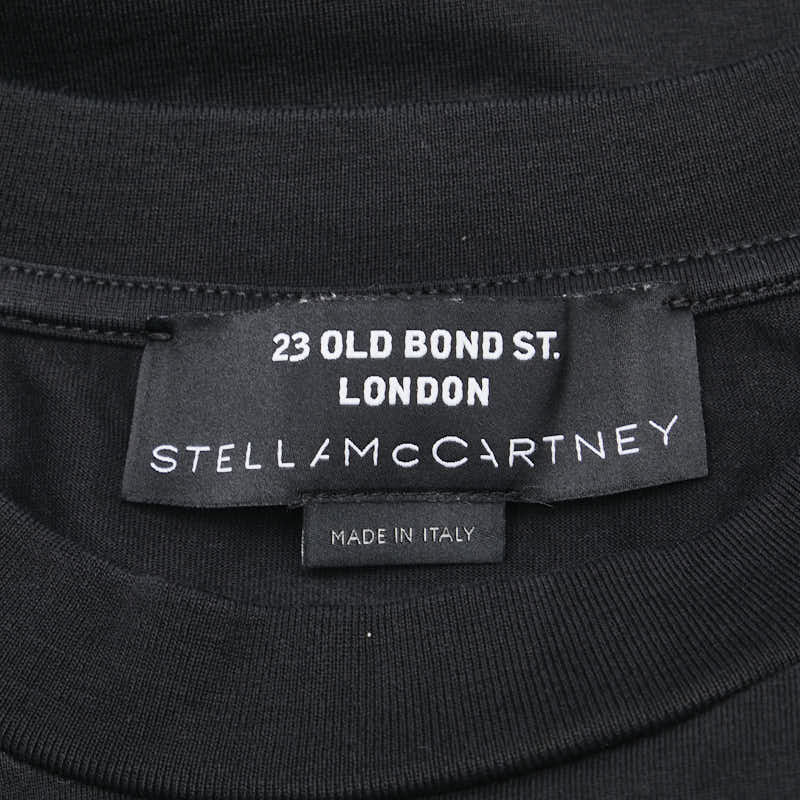 23 OLD BOND ST.
LONDON
STELLA McCARTNEY
MADE IN ITALY